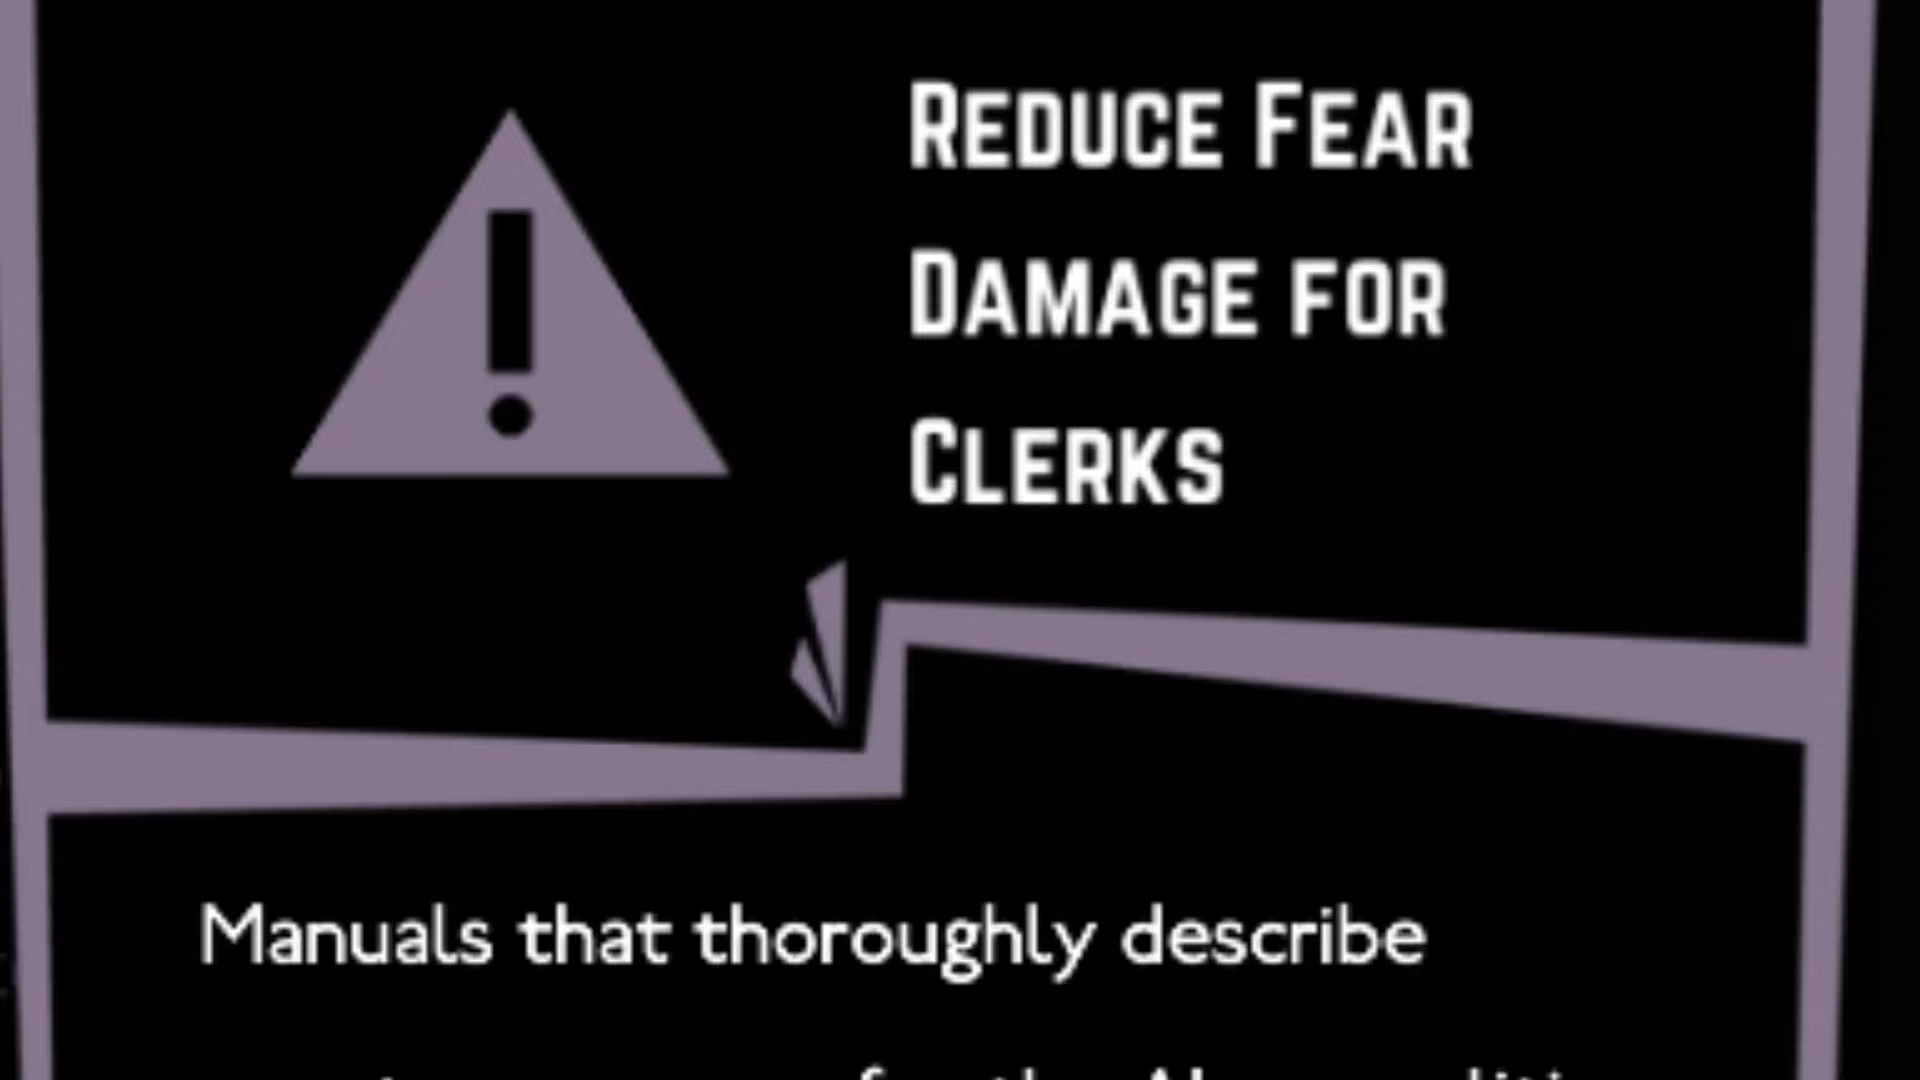 REDUCE FEAR
DAMAGE FOR
CLERKS
Manuals that thoroughly describe